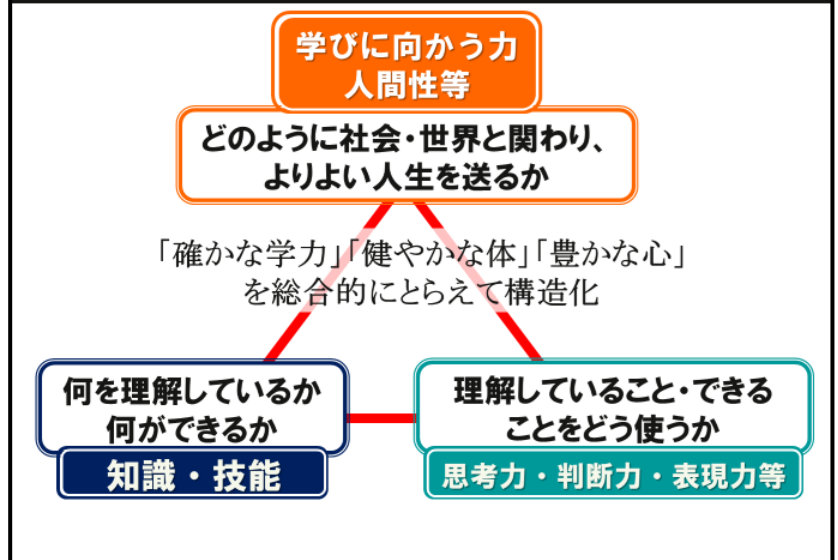 学びに向かう力
人間性等
どのように社会・世界と関わり、
よりよい人生を送るか
「確かな学力」「健やかな体」「豊かな心」
を総合的にとらえて構造化
何を理解しているか
何ができるか
知識・技能
理解していること・できる
ことをどう使うか
思考力・判断力・表現力等